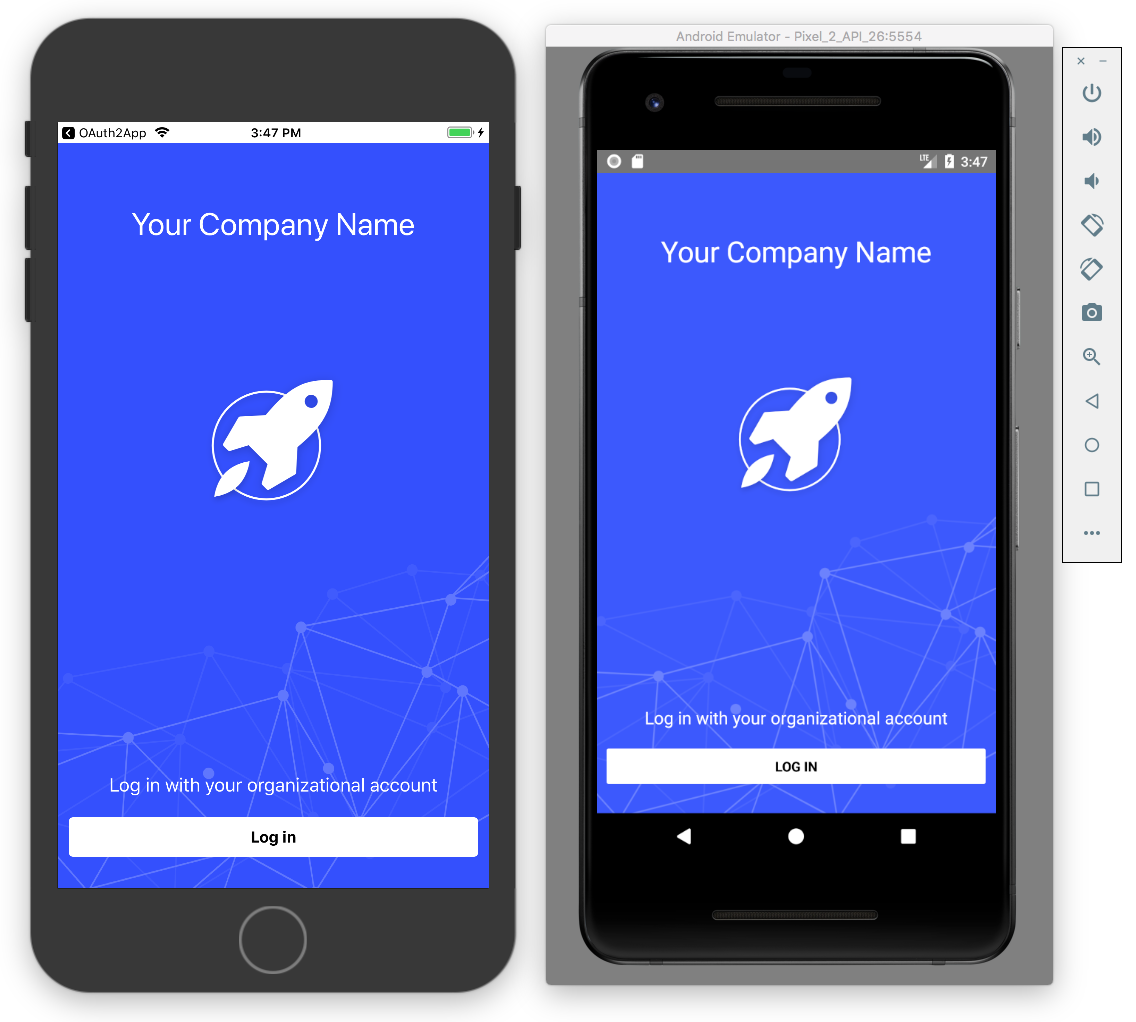 OAuth2App
3:47 PM
Your Company Name
Log in with your organizational account
Log in
Android Emulator - Pixel_2_API_26:5554
LTE
3:47
Your Company Name
Log in with your organizational account
LOG IN